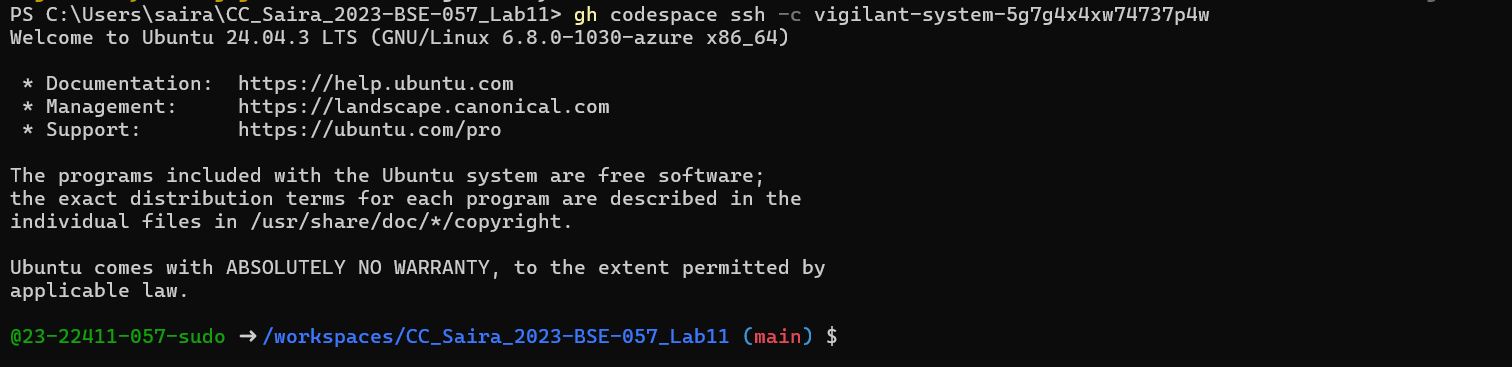 PS C:\Users\saira\CC_Saira_2023-BSE-057_Lab11> gh codespace ssh -c vigilant-system-5g7g4x4xw74737p4w
Welcome to Ubuntu 24.04.3 LTS (GNU/Linux 6.8.0-1030-azure x86_64)
* Documentation:  https://help.ubuntu.com
* Management:     https://landscape.canonical.com
* Support:        https://ubuntu.com/pro
The programs included with the Ubuntu system are free software;
the exact distribution terms for each program are described in the
individual files in /usr/share/doc/*/copyright.
Ubuntu comes with ABSOLUTELY NO WARRANTY, to the extent permitted by
applicable law.
@23-22411-057-sudo ➜ /workspaces/CC_Saira_2023-BSE-057_Lab11 (main) $